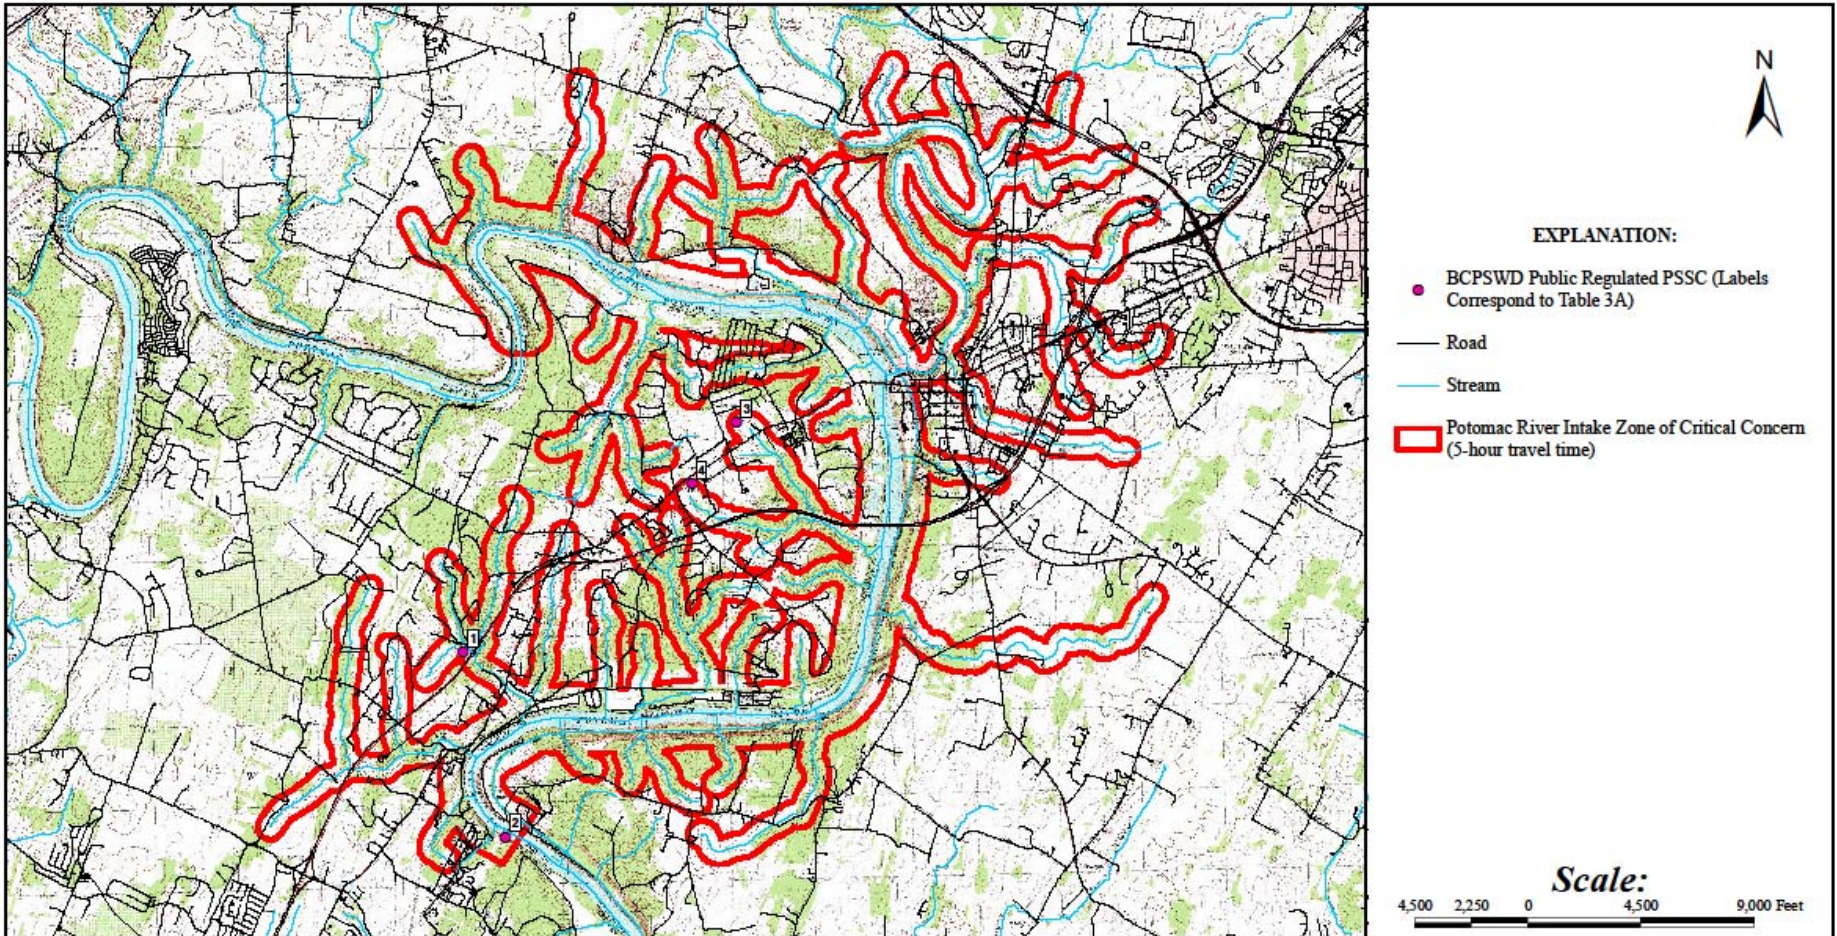 N
EXPLANATION:
BCPSWD Public Regulated PSSC (Labels
Correspond to Table 3A)
Road
Stream
Potomac River Intake Zone of Critical Concern
(5-hour travel time)
3
4
1
2
Scale:
4,500 2,250 0 4,500 9,000 Feet